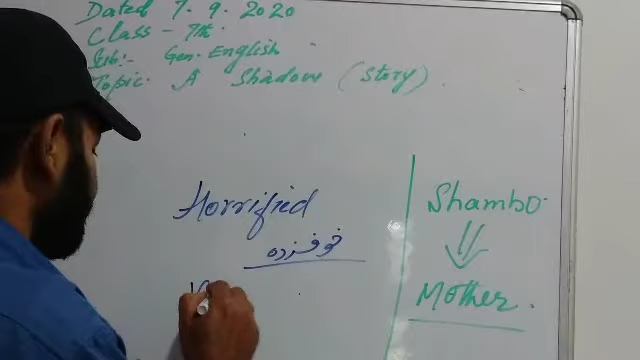 Dated 7.9.2020
Class - 7th
Sub:- Gen. English
Topic. A Shadow (Story)
Horrified
خوفزدہ
Shambo
Mother.